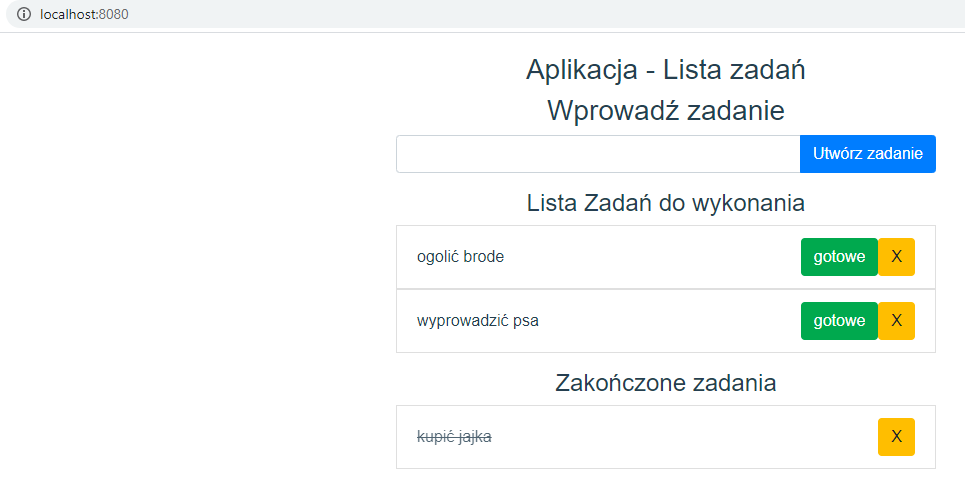 localhost:8080
Aplikacja - Lista zadań
Wprowadź zadanie
Utwórz zadanie
Lista Zadań do wykonania
ogolić brode gotowe X
wyprowadzić psa gotowe X
Zakończone zadania
kupić jajka X